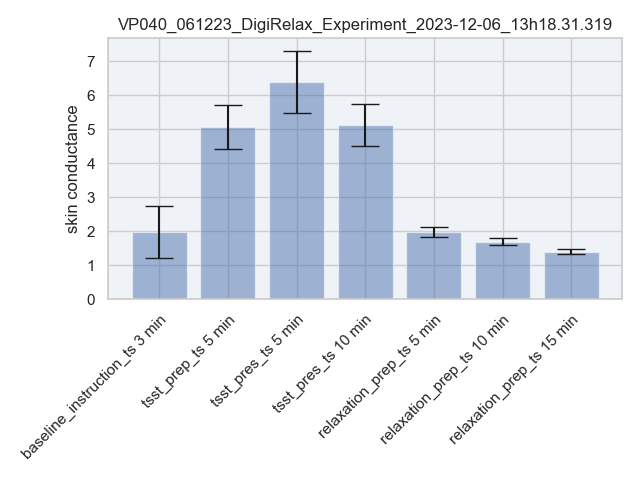 VP040_061223_DigiRelax_Experiment_2023-12-06_13h18.31.319
skin conductance
7
6
5
4
3
2
1
0
baseline_instruction_ts 3 min
tsst_prep_ts 5 min
tsst_pres_ts 5 min
tsst_pres_ts 10 min
relaxation_prep_ts 5 min
relaxation_prep_ts 10 min
relaxation_prep_ts 15 min